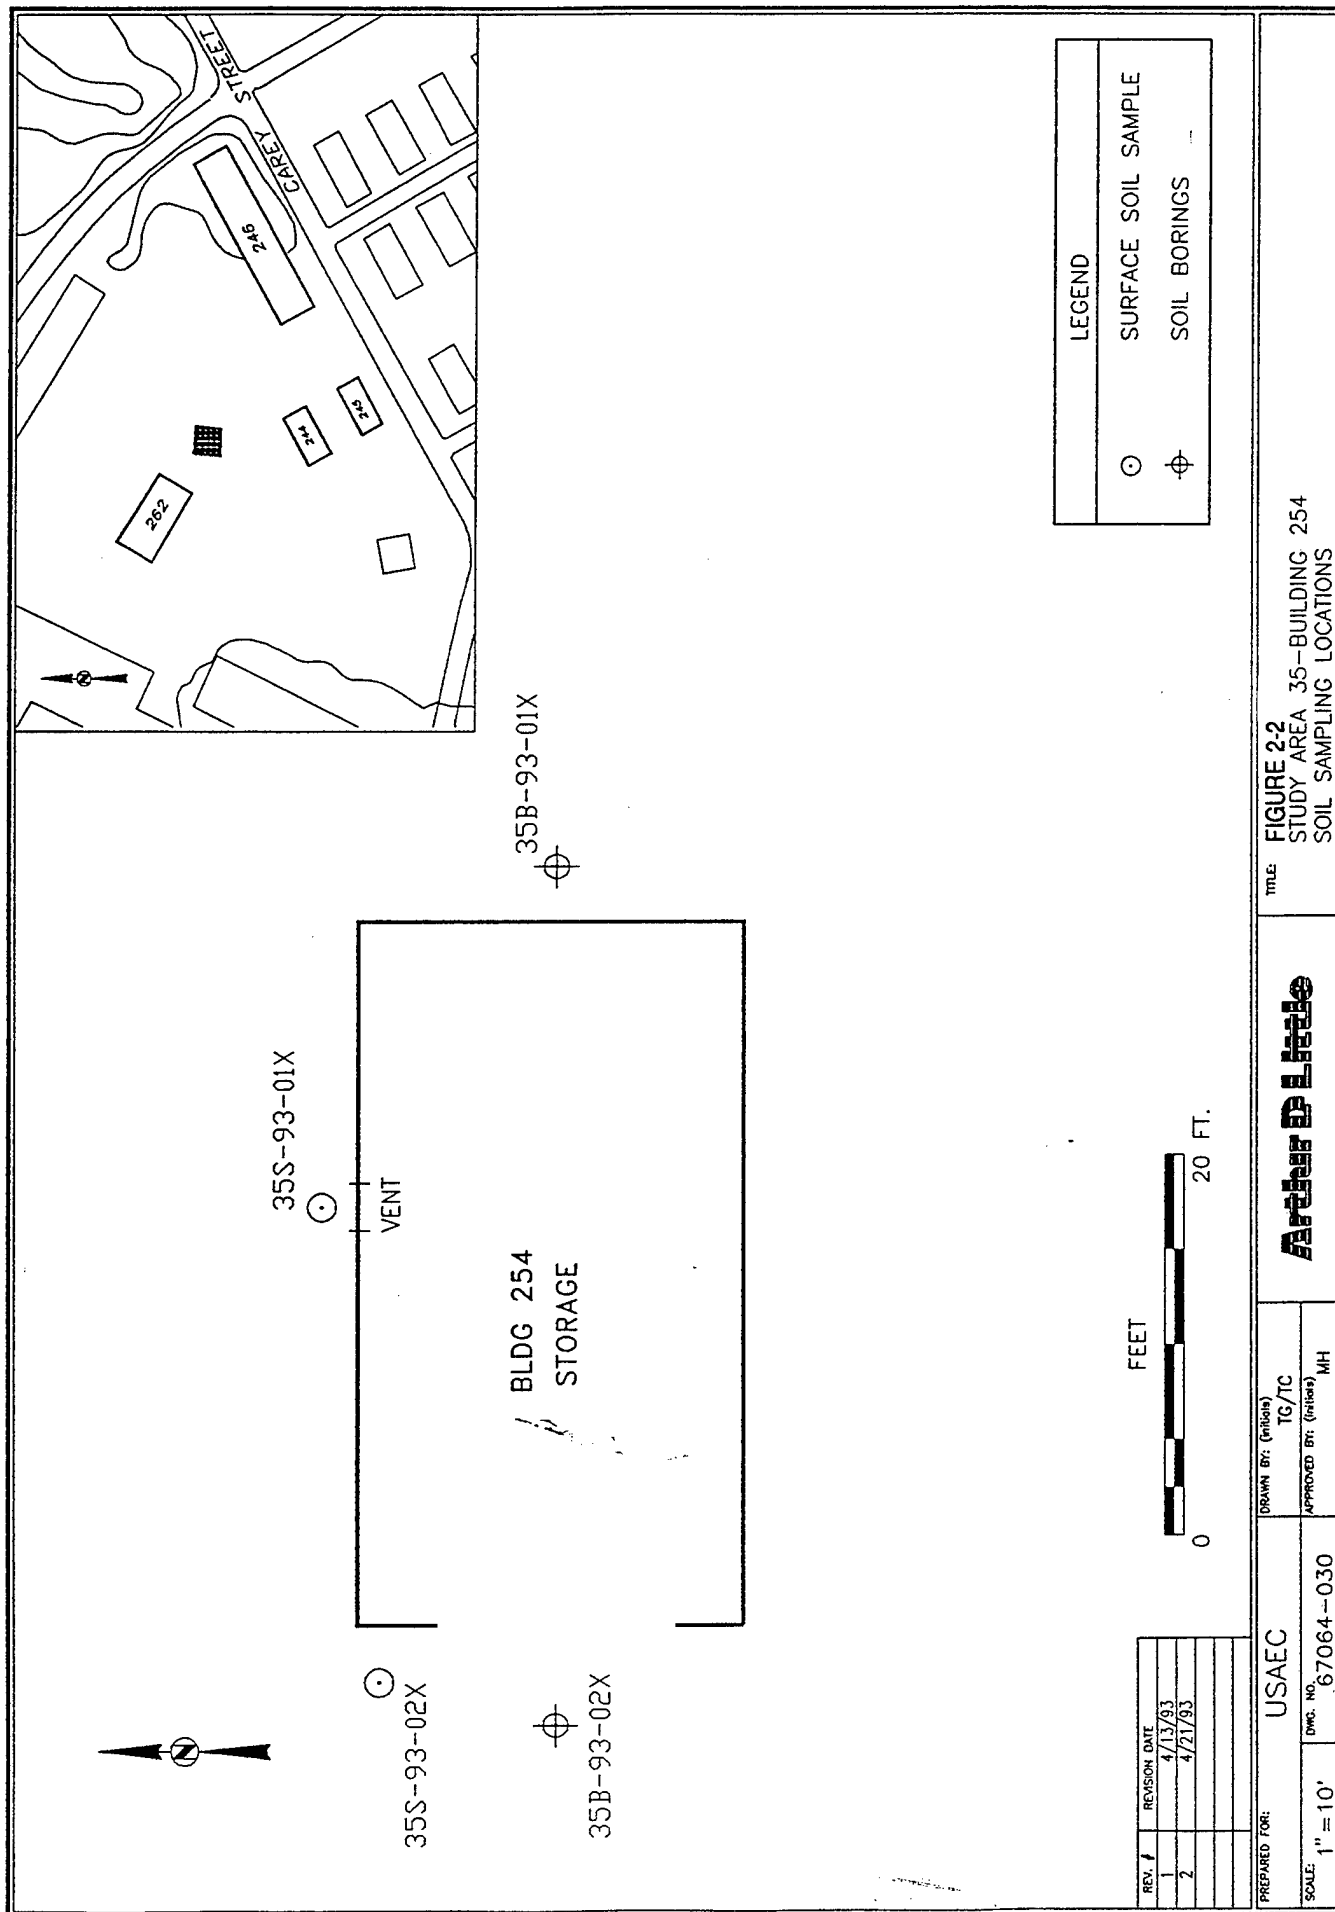 STREET
CAREY
246
262
244
245
N
35B-93-01X
35S-93-01X
VENT
BLDG 254
STORAGE
N
35S-93-02X
35B-93-02X
LEGEND
SURFACE SOIL SAMPLE
SOIL BORINGS
FEET
0
20 FT.
REV. #
REVISION DATE
1
4/13/93
2
4/21/93
PREPARED FOR:
USAEC
SCALE:
1" = 10'
DWG. NO.
67064-030
DRAWN BY: (initials)
TG/TC
APPROVED BY: (initials)
MH
Arthur D Little
TITLE:
FIGURE 2-2
STUDY AREA 35-BUILDING 254
SOIL SAMPLING LOCATIONS